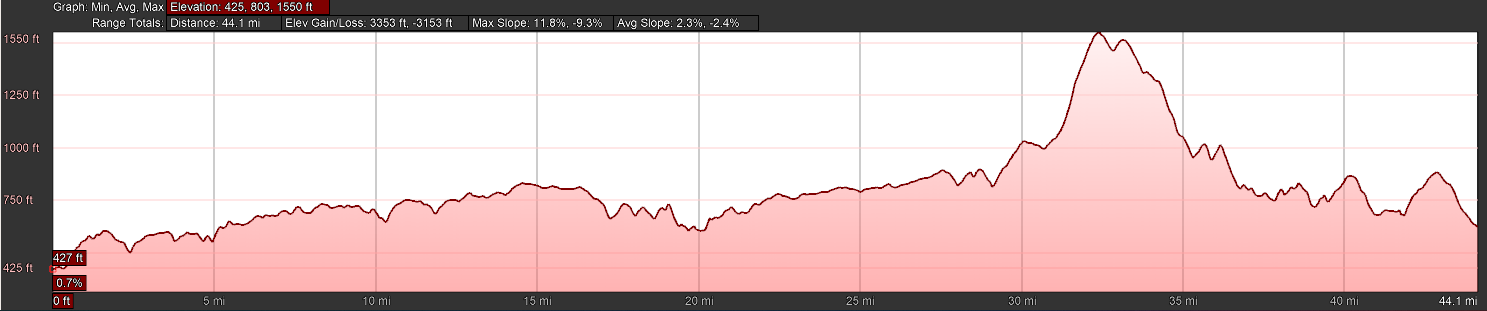 Graph: Min, Avg, Max Elevation: 425, 803, 1550 ft
Range Totals: Distance: 44.1 mi Elev Gain/Loss: 3353 ft, -3153 ft Max Slope: 11.8%, -9.3% Avg Slope: 2.3%, -2.4%
1550 ft
1250 ft
1000 ft
750 ft
427 ft
425 ft
0.7%
0 ft 5 mi 10 mi 15 mi 20 mi 25 mi 30 mi 35 mi 40 mi 44.1 mi